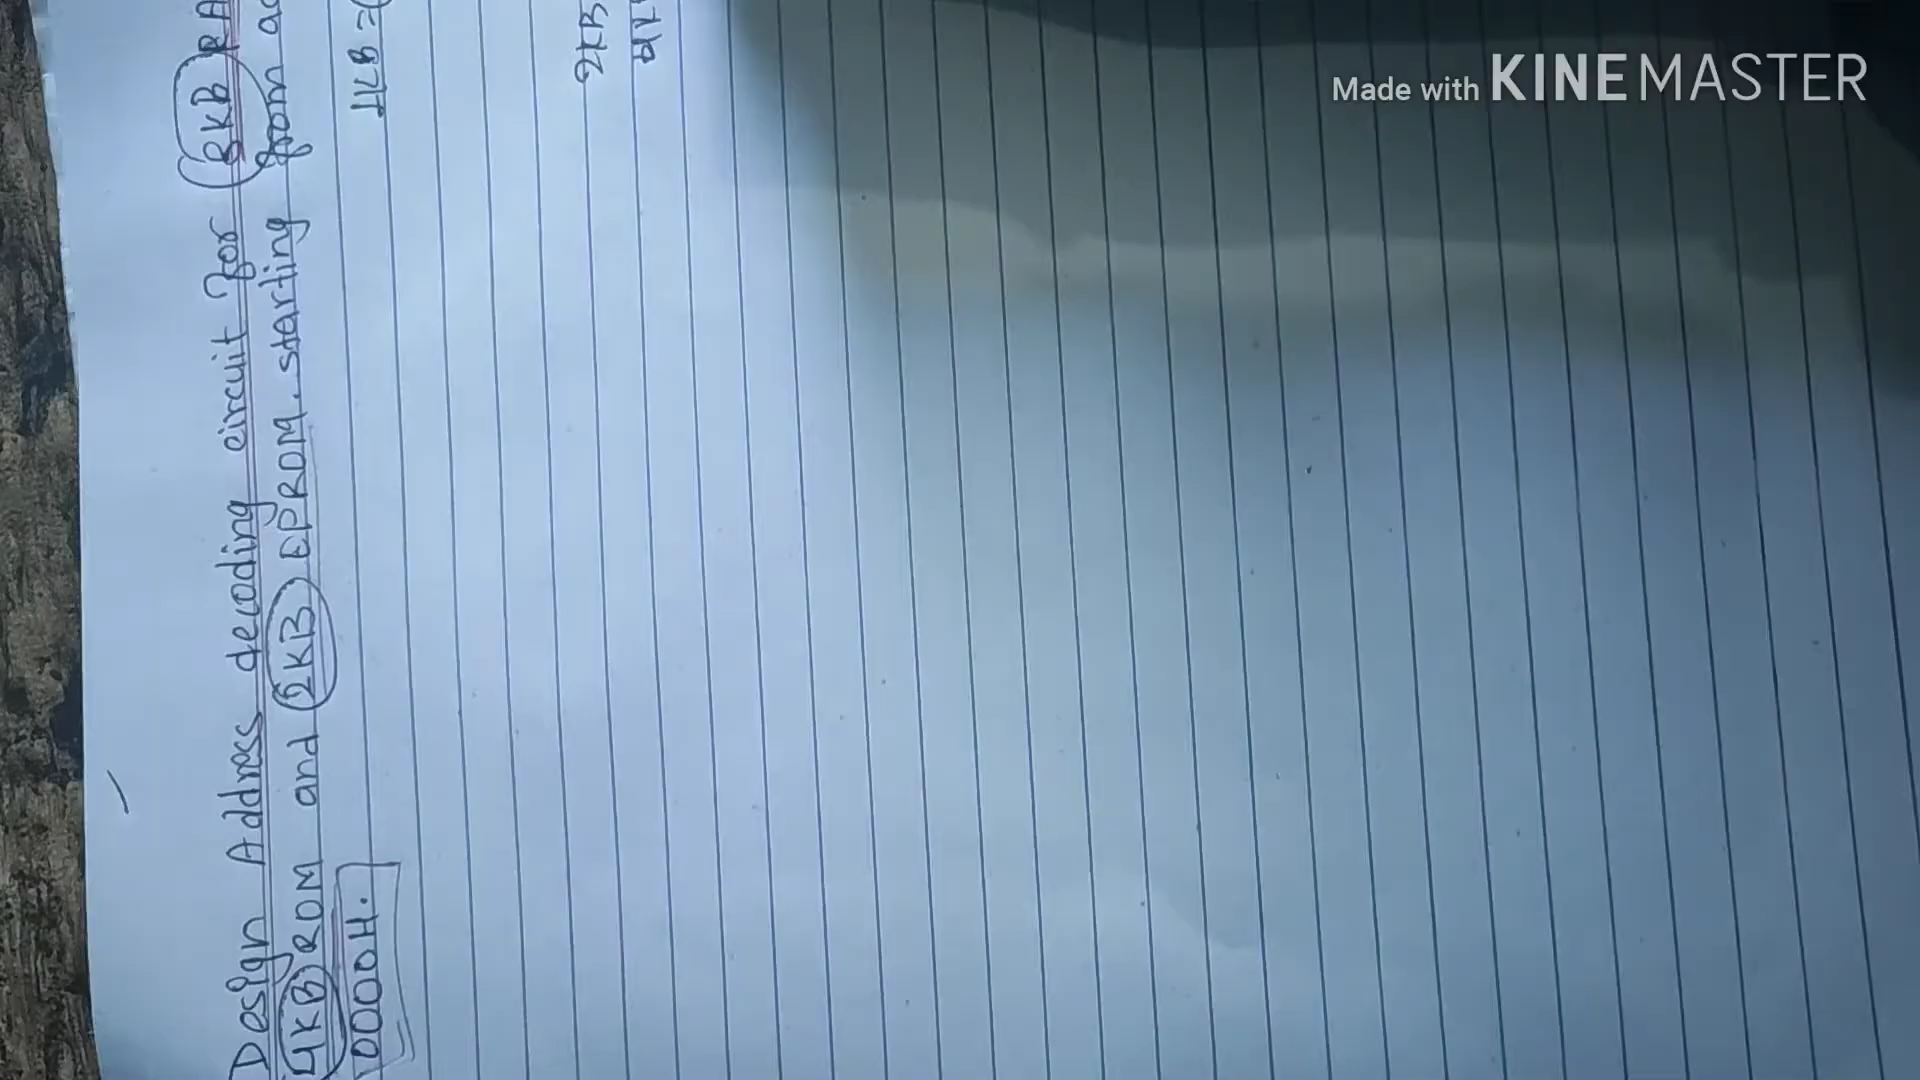 Design Address decoding circuit for 8KB RA
4KB ROM and 2KB EPROM. starting from ad
0000H.
1KB = (
2KB
4K
Made with KINEMASTER